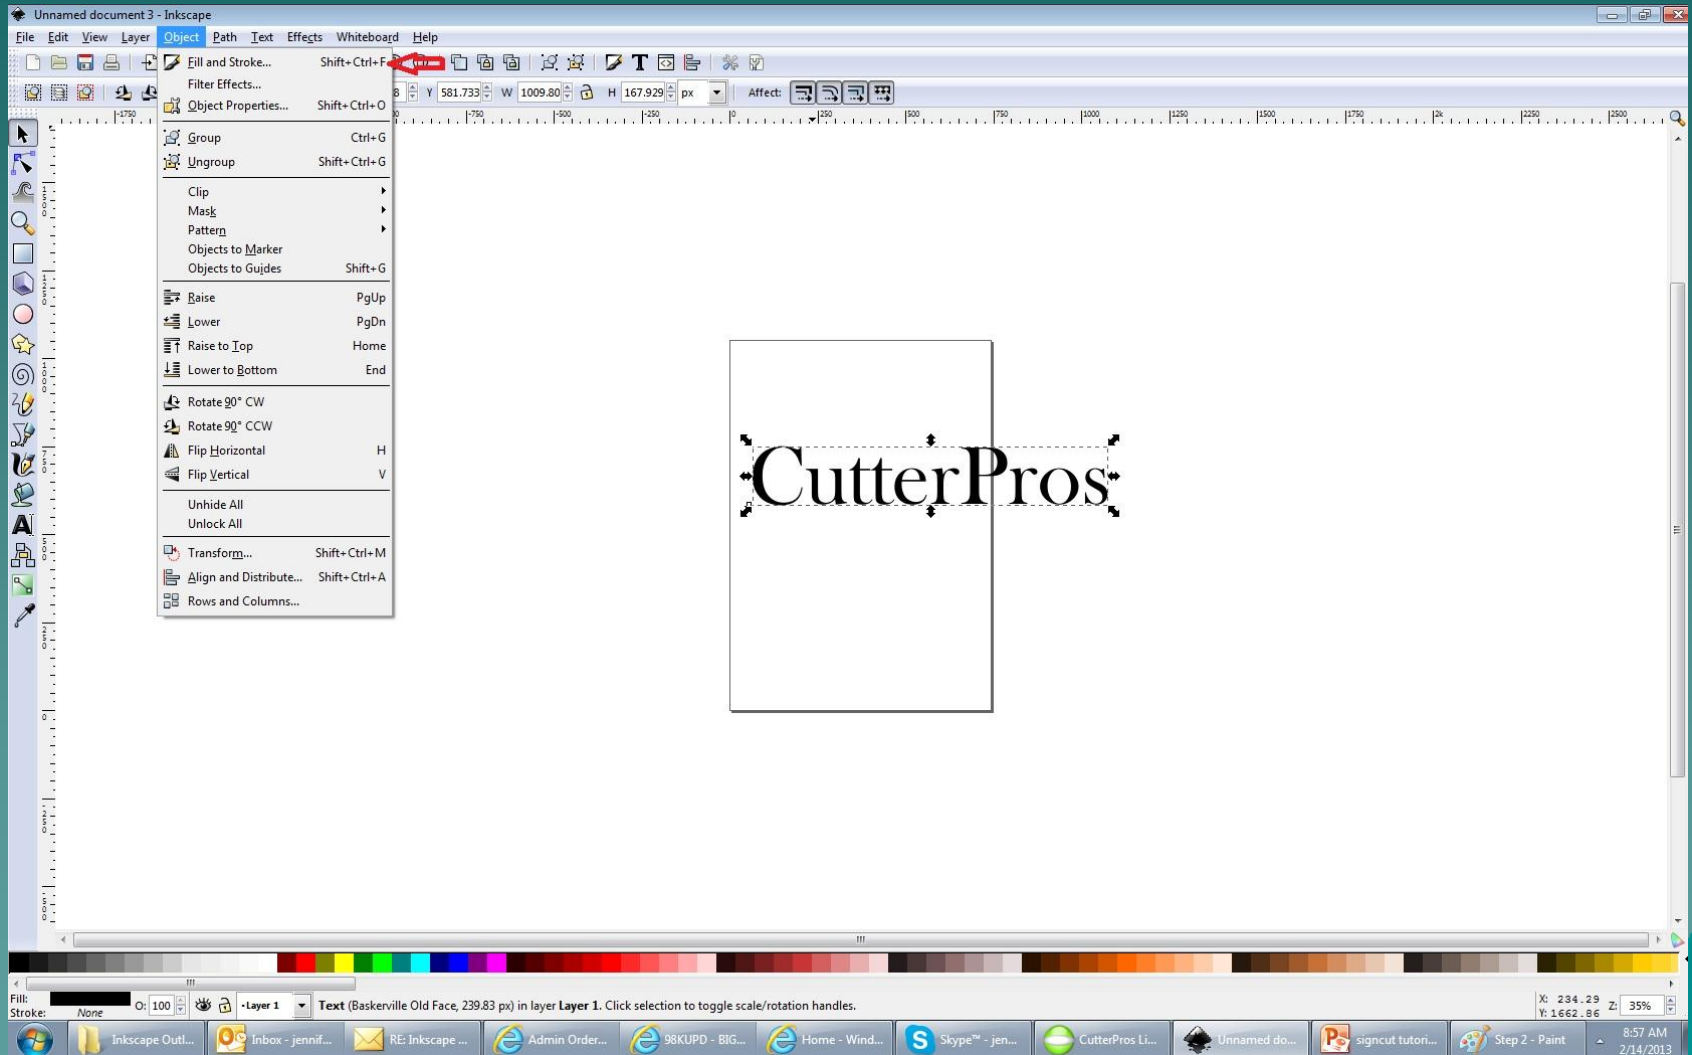 Unnamed document 3 - Inkscape
File Edit View Layer Object Path Text Effects Whiteboard Help
Fill and Stroke... Shift+Ctrl+F
Filter Effects...
Object Properties... Shift+Ctrl+O
8 Y 581.733 W 1009.80 H 167.929 px Affect:
Group Ctrl+G
Ungroup Shift+Ctrl+G
Clip
Mask
Pattern
Objects to Marker
Objects to Guides Shift+G
Raise PgUp
Lower PgDn
Raise to Top Home
Lower to Bottom End
Rotate 90° CW
Rotate 90° CCW
Flip Horizontal H
Flip Vertical V
Unhide All
Unlock All
Transform... Shift+Ctrl+M
Align and Distribute... Shift+Ctrl+A
Rows and Columns...
CutterPros
Fill:
Stroke: None O: 100 -Layer 1 Text (Baskerville Old Face, 239.83 px) in layer Layer 1. Click selection to toggle scale/rotation handles.
X: 234.29
Y: 1662.86 Z: 35%
Inkscape Outl... Inbox - jennif... RE: Inkscape ... Admin Order... 98KUPD - BIG... Home - Wind... Skype™ - jen... CutterPros Li... Unnamed do... signcut tutori... Step 2 - Paint
8:57 AM
2/14/2013